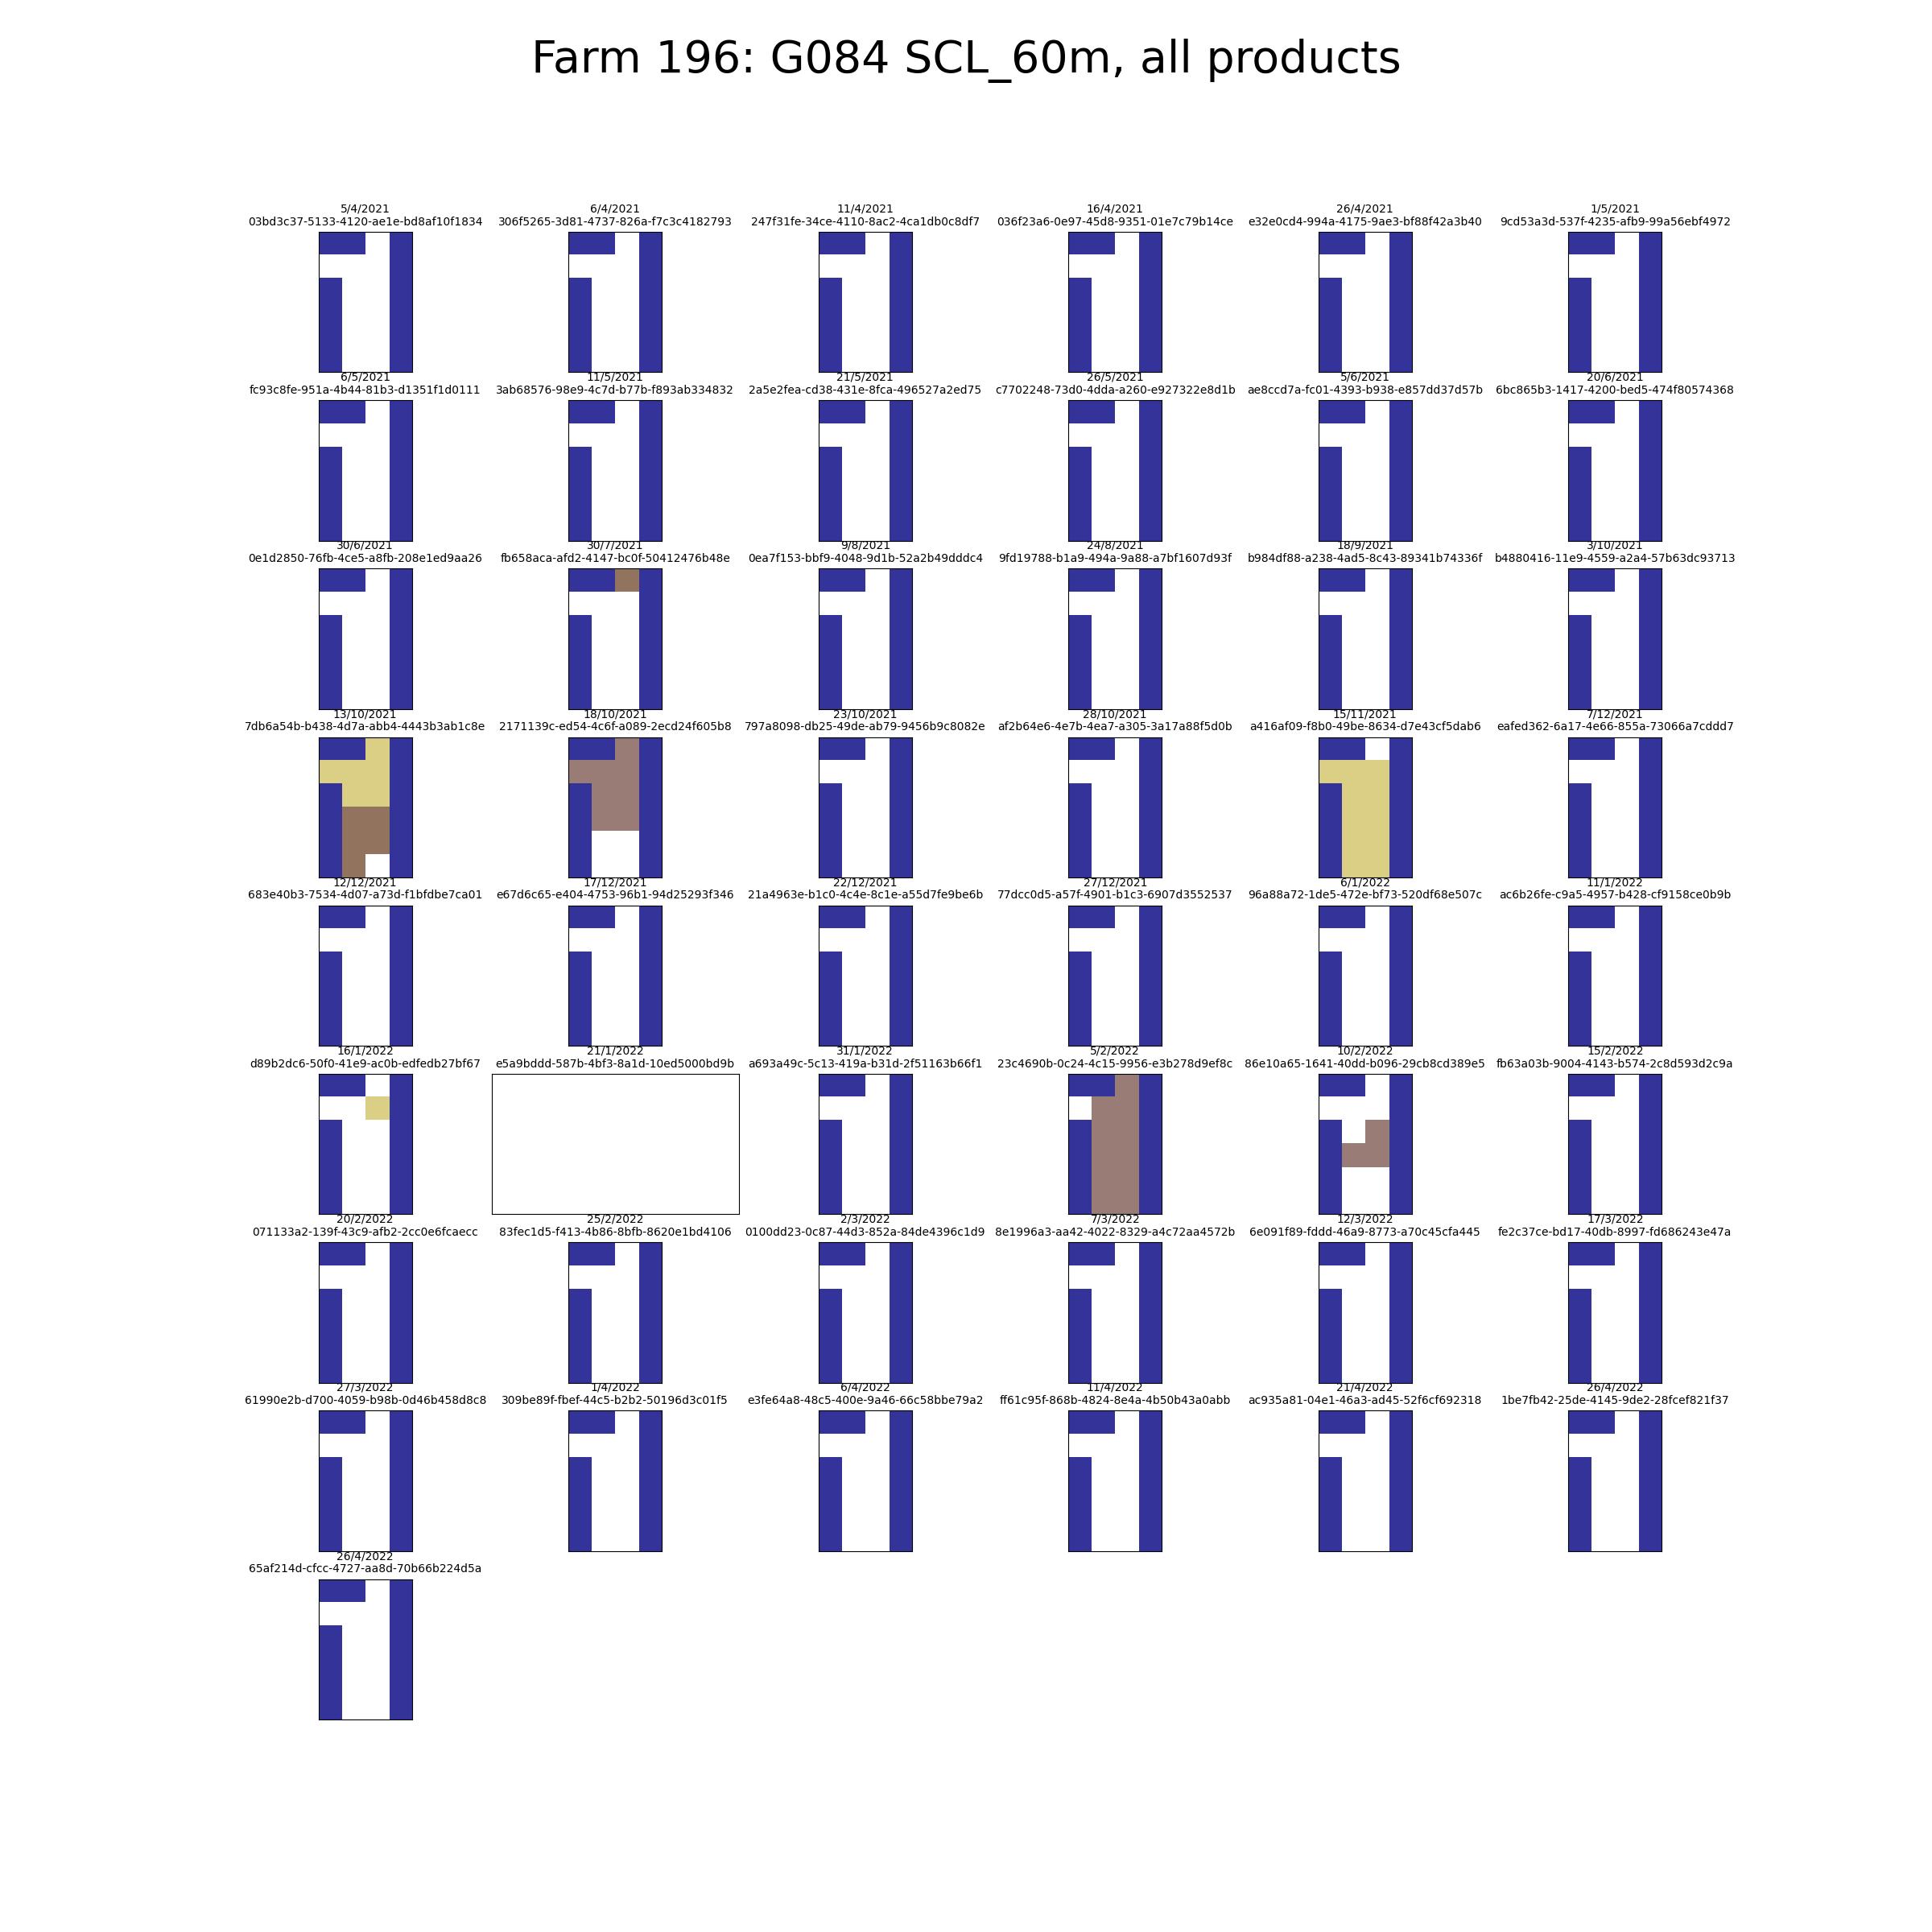 Farm 196: G084 SCL_60m, all products
5/4/2021
03bd3c37-5133-4120-ae1e-bd8af10f1834
6/4/2021
306f5265-3d81-4737-826a-f7c3c4182793
11/4/2021
247f31fe-34ce-4110-8ac2-4ca1db0c8df7
16/4/2021
036f23a6-0e97-45d8-9351-01e7c79b14ce
26/4/2021
e32e0cd4-994a-4175-9ae3-bf88f42a3b40
1/5/2021
9cd53a3d-537f-4235-afb9-99a56ebf4972
6/5/2021
fc93c8fe-951a-4b44-81b3-d1351f1d0111
11/5/2021
3ab68576-98e9-4c7d-b77b-f893ab334832
21/5/2021
2a5e2fea-cd38-431e-8fca-496527a2ed75
26/5/2021
c7702248-73d0-4dda-a260-e927322e8d1b
5/6/2021
ae8ccd7a-fc01-4393-b938-e857dd37d57b
20/6/2021
6bc865b3-1417-4200-bed5-474f80574368
30/6/2021
0e1d2850-76fb-4ce5-a8fb-208e1ed9aa26
30/7/2021
fb658aca-afd2-4147-bc0f-50412476b48e
9/8/2021
0ea7f153-bbf9-4048-9d1b-52a2b49dddc4
24/8/2021
9fd19788-b1a9-494a-9a88-a7bf1607d93f
18/9/2021
b984df88-a238-4ad5-8c43-89341b74336f
3/10/2021
b4880416-11e9-4559-a2a4-57b63dc93713
13/10/2021
7db6a54b-b438-4d7a-abb4-4443b3ab1c8e
18/10/2021
2171139c-ed54-4c6f-a089-2ecd24f605b8
23/10/2021
797a8098-db25-49de-ab79-9456b9c8082e
28/10/2021
af2b64e6-4e7b-4ea7-a305-3a17a88f5d0b
15/11/2021
a416af09-f8b0-49be-8634-d7e43cf5dab6
7/12/2021
eafed362-6a17-4e66-855a-73066a7cddd7
12/12/2021
683e40b3-7534-4d07-a73d-f1bfdbe7ca01
17/12/2021
e67d6c65-e404-4753-96b1-94d25293f346
22/12/2021
21a4963e-b1c0-4c4e-8c1e-a55d7fe9be6b
27/12/2021
77dcc0d5-a57f-4901-b1c3-6907d3552537
6/1/2022
96a88a72-1de5-472e-bf73-520df68e507c
11/1/2022
ac6b26fe-c9a5-4957-b428-cf9158ce0b9b
16/1/2022
d89b2dc6-50f0-41e9-ac0b-edfedb27bf67
21/1/2022
e5a9bddd-587b-4bf3-8a1d-10ed5000bd9b
31/1/2022
a693a49c-5c13-419a-b31d-2f51163b66f1
5/2/2022
23c4690b-0c24-4c15-9956-e3b278d9ef8c
10/2/2022
86e10a65-1641-40dd-b096-29cb8cd389e5
15/2/2022
fb63a03b-9004-4143-b574-2c8d593d2c9a
20/2/2022
071133a2-139f-43c9-afb2-2cc0e6fcaecc
25/2/2022
83fec1d5-f413-4b86-8bfb-8620e1bd4106
2/3/2022
0100dd23-0c87-44d3-852a-84de4396c1d9
7/3/2022
8e1996a3-aa42-4022-8329-a4c72aa4572b
12/3/2022
6e091f89-fddd-46a9-8773-a70c45cfa445
17/3/2022
fe2c37ce-bd17-40db-8997-fd686243e47a
27/3/2022
61990e2b-d700-4059-b98b-0d46b458d8c8
1/4/2022
309be89f-fbef-44c5-b2b2-50196d3c01f5
6/4/2022
e3fe64a8-48c5-400e-9a46-66c58bbe79a2
11/4/2022
ff61c95f-868b-4824-8e4a-4b50b43a0abb
21/4/2022
ac935a81-04e1-46a3-ad45-52f6cf692318
26/4/2022
1be7fb42-25de-4145-9de2-28fcef821f37
26/4/2022
65af214d-cfcc-4727-aa8d-70b66b224d5a